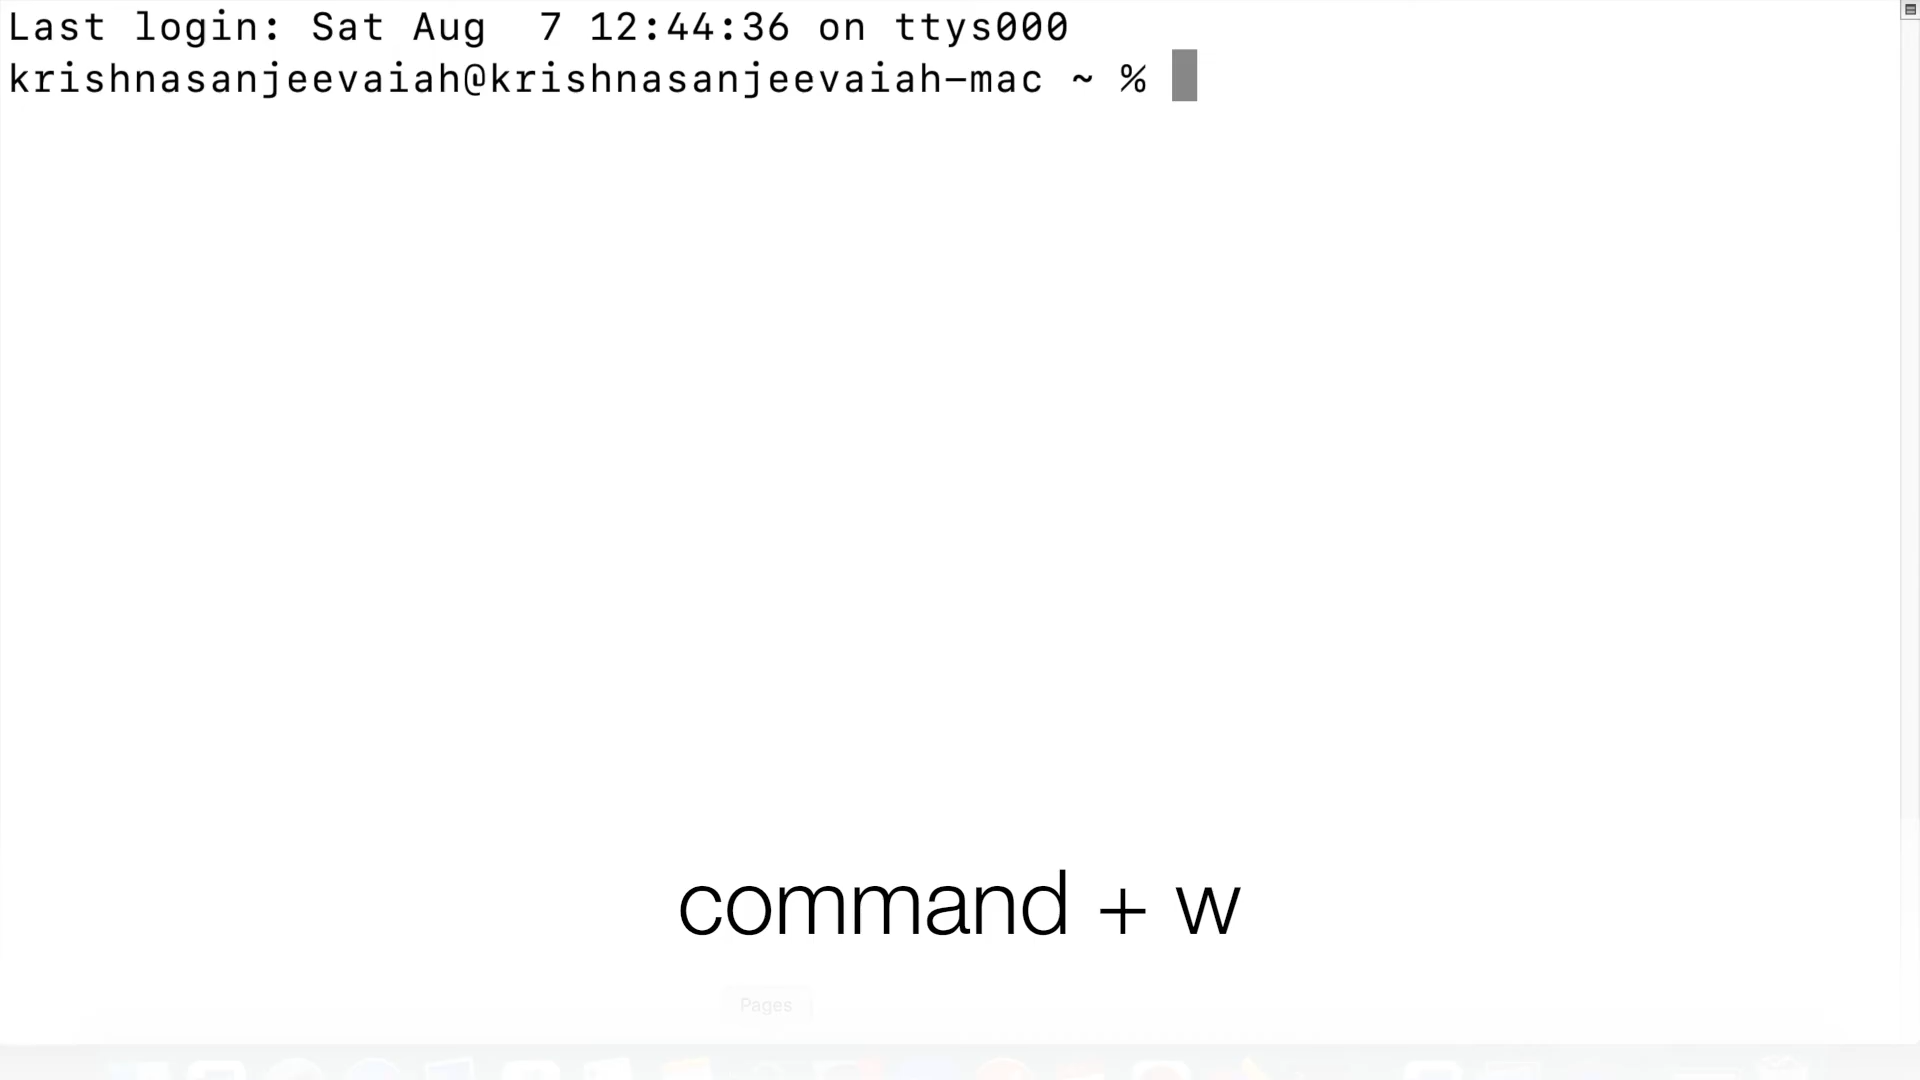 Last login: Sat Aug  7 12:44:36 on ttys000
krishnasanjeevaiah@krishnasanjeevaiah-mac ~ %
command + w
Pages